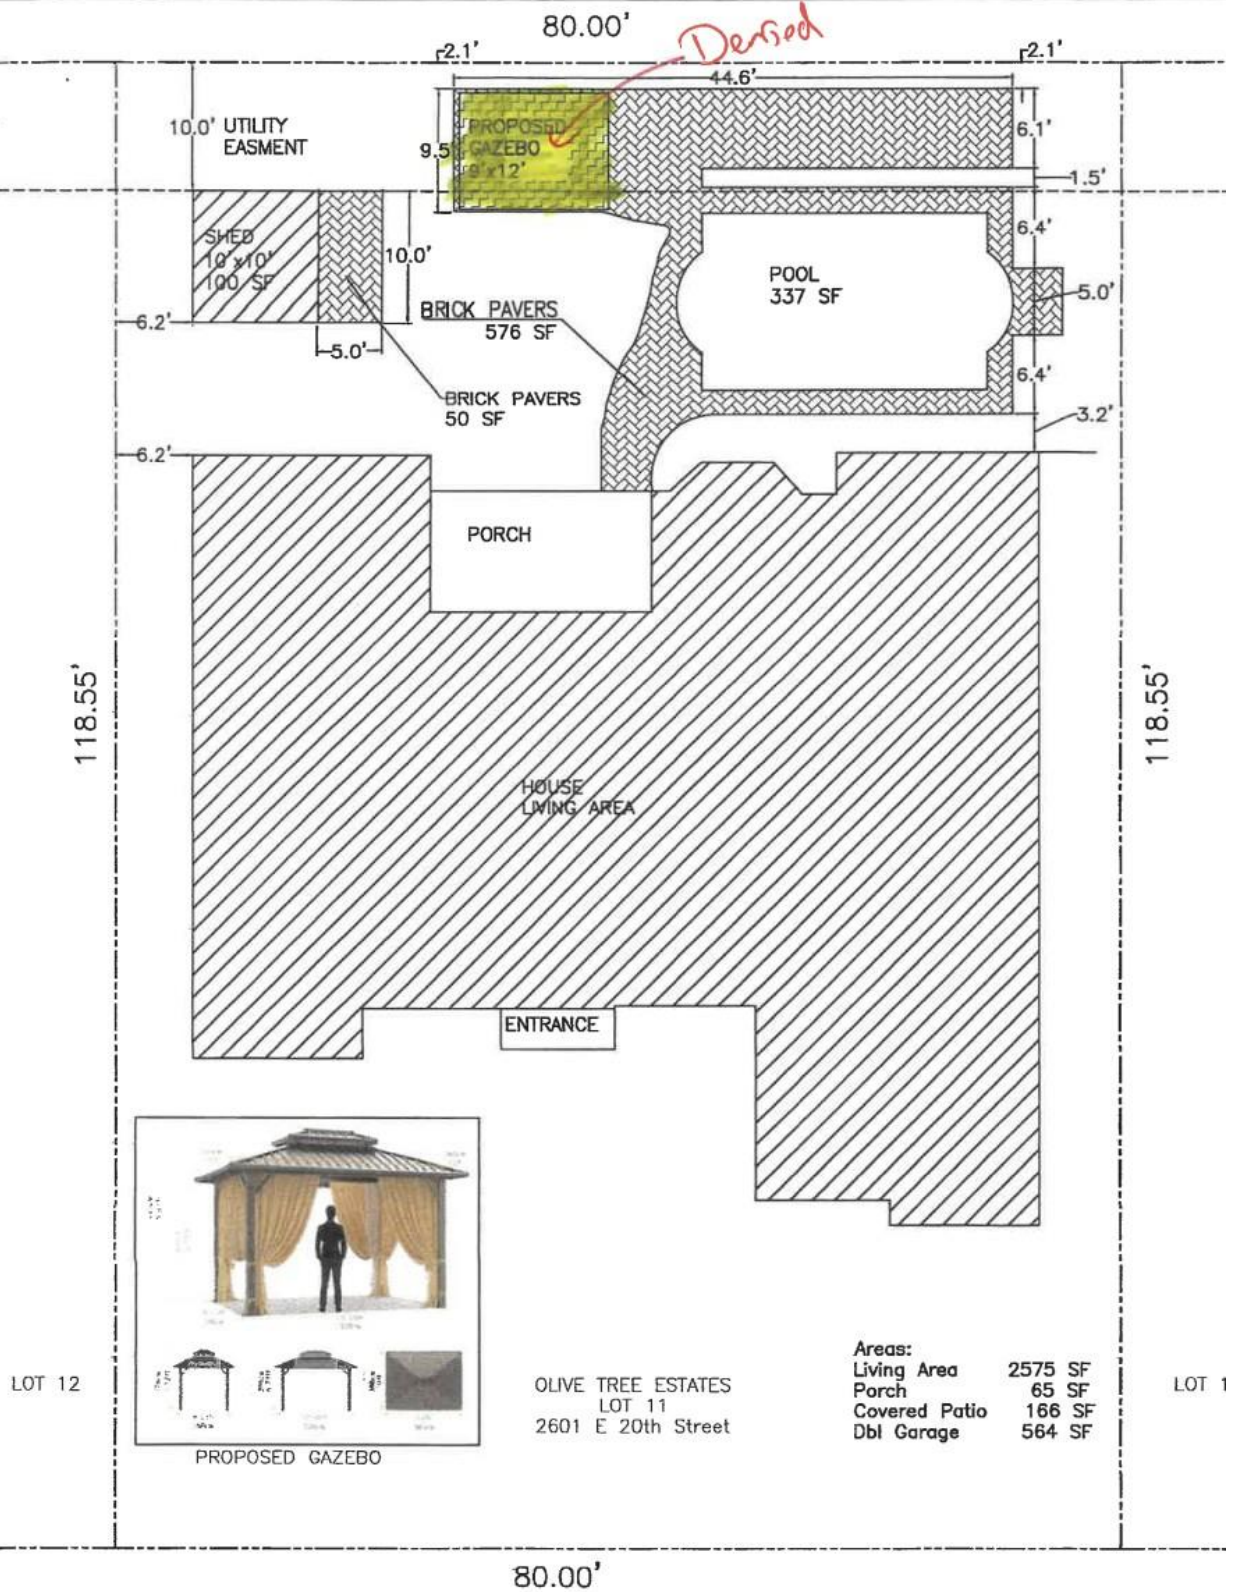 80.00'
Denied
2.1'
2.1'
44.6'
10.0' UTILITY
EASMENT
9.5'
PROPOSED
GAZEBO
9'x12'
6.1'
1.5'
SHED
10'x10'
100 SF
10.0'
6.4'
POOL
337 SF
5.0'
BRICK PAVERS
576 SF
6.2'
5.0'
6.4'
BRICK PAVERS
50 SF
3.2'
6.2'
PORCH
118.55'
118.55'
HOUSE
LIVING AREA
ENTRANCE
PROPOSED GAZEBO
LOT 12
OLIVE TREE ESTATES
LOT 11
2601 E 20th Street
Areas:
Living Area 2575 SF
Porch 65 SF
Covered Patio 166 SF
Dbl Garage 564 SF
LOT 1
80.00'